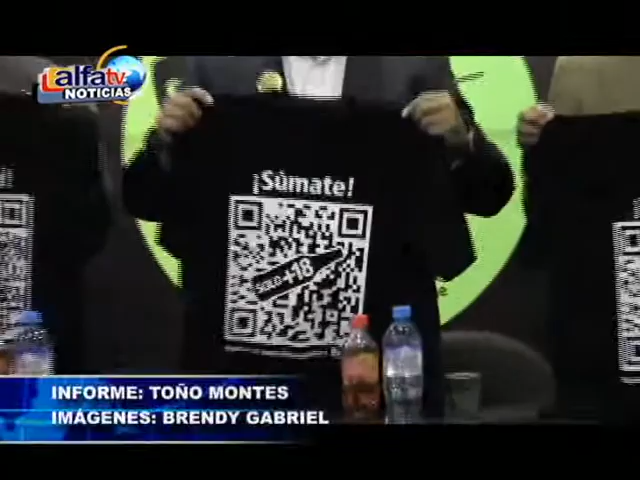 alfatv
NOTICIAS
¡Súmate!
SOLO +18
INFORME: TOÑO MONTES
IMÁGENES: BRENDY GABRIEL